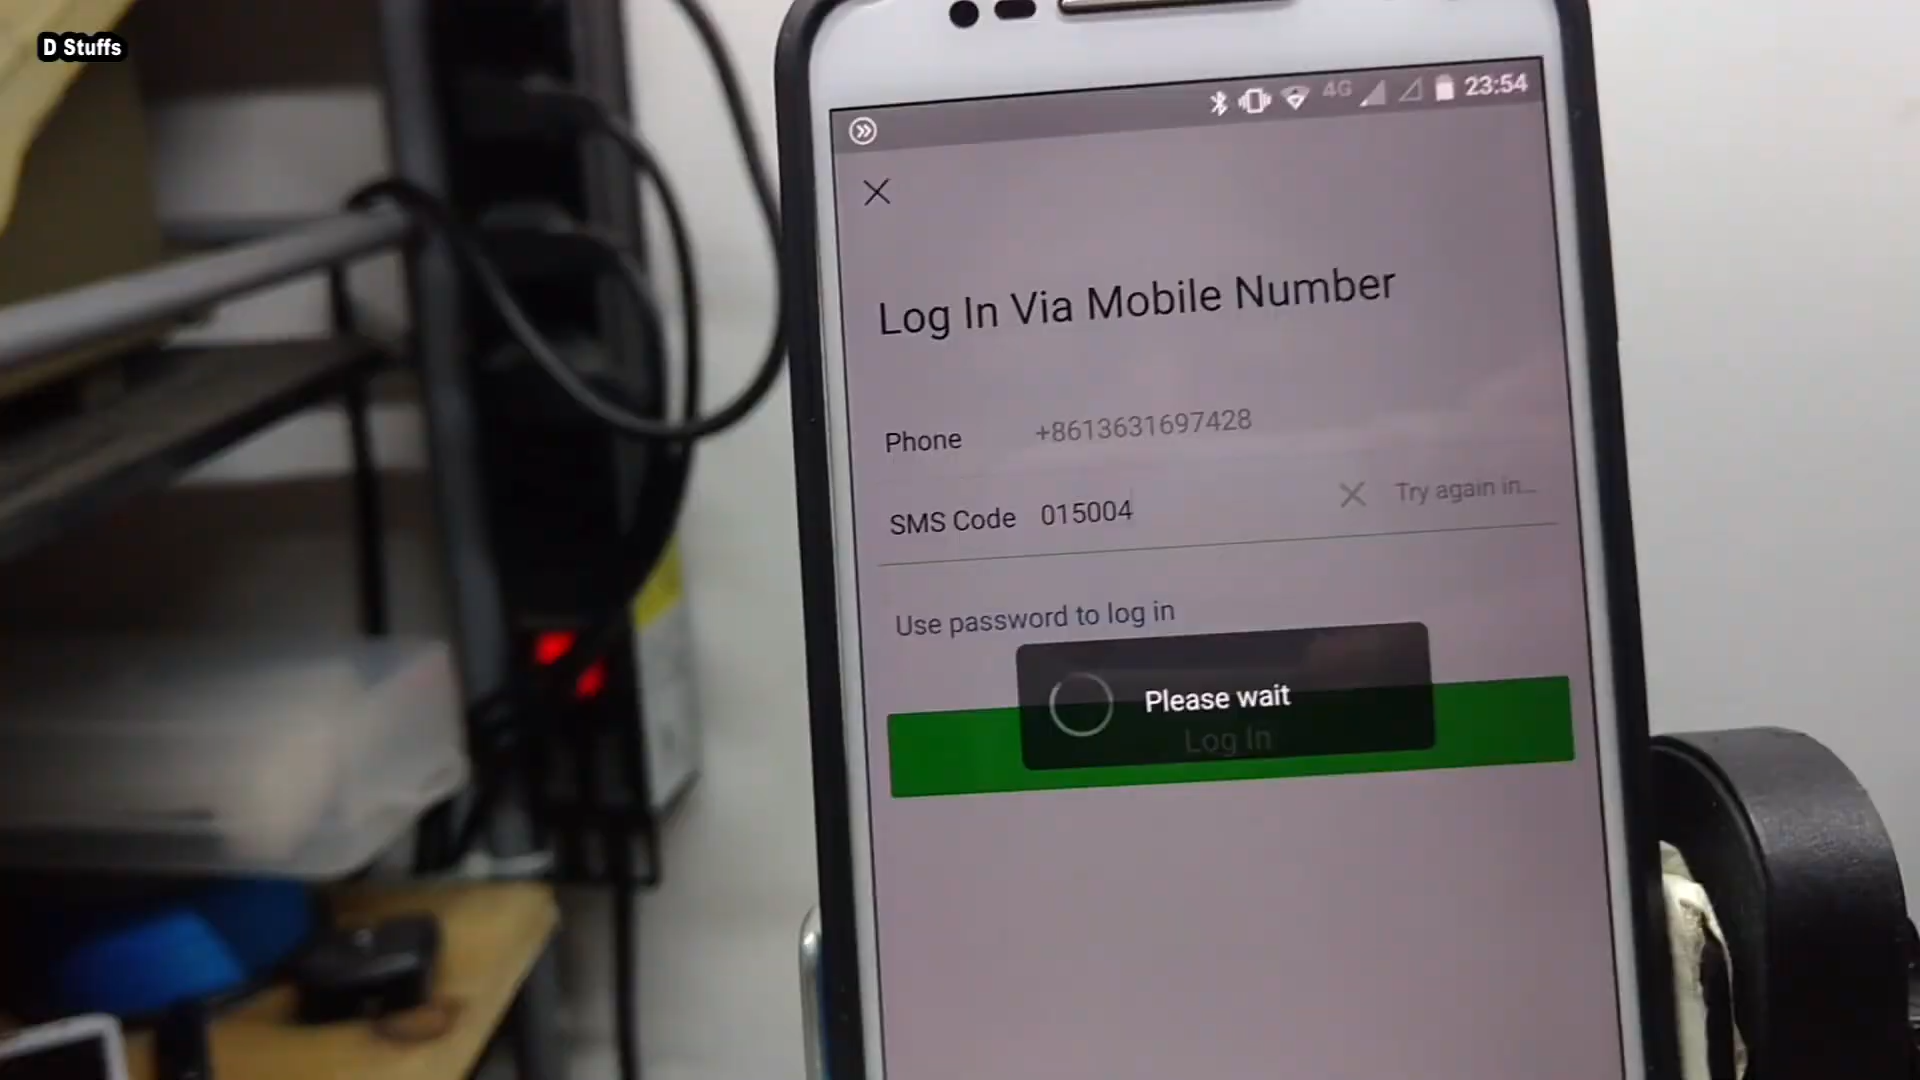 D Stuffs
4G 23:54
Log In Via Mobile Number
Phone +8613631697428
SMS Code 015004 Try again in...
Use password to log in
Please wait
Log In